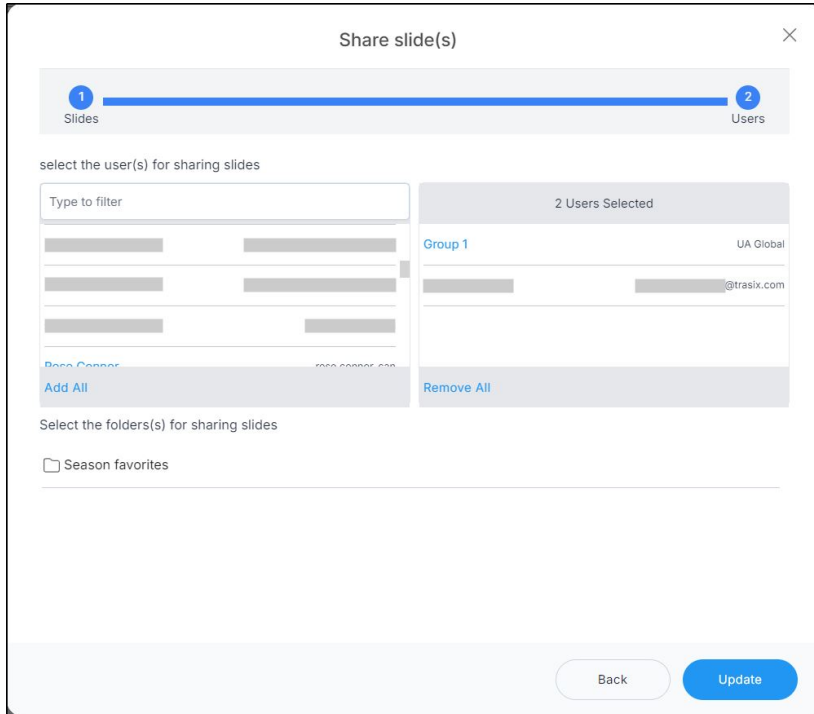 Share slide(s)
1
2
Slides
Users
select the user(s) for sharing slides
Type to filter
2 Users Selected
Group 1
UA Global
@trasix.com
Rose Connor
Add All
Remove All
Select the folders(s) for sharing slides
Season favorites
Back
Update